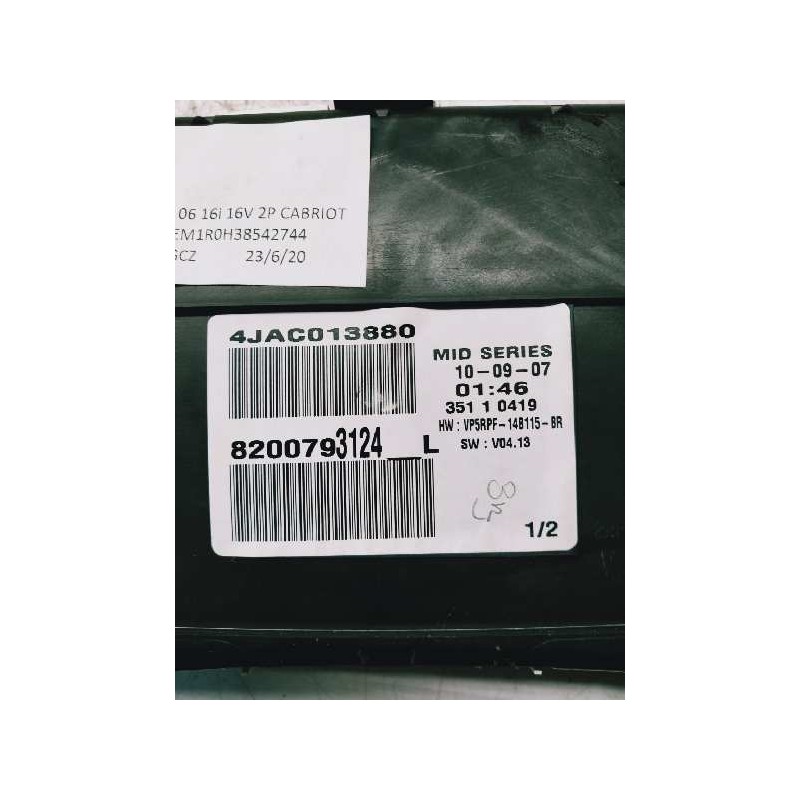 06 16i 16V 2P CABRIOT
EM1R0H38542744
GCZ 23/6/20
4JAC013880
MID SERIES
10-09-07
01:46
351 1 0419
HW : VP5RPF-14B115-BR
SW : V04.13
8200793124__L
1/2